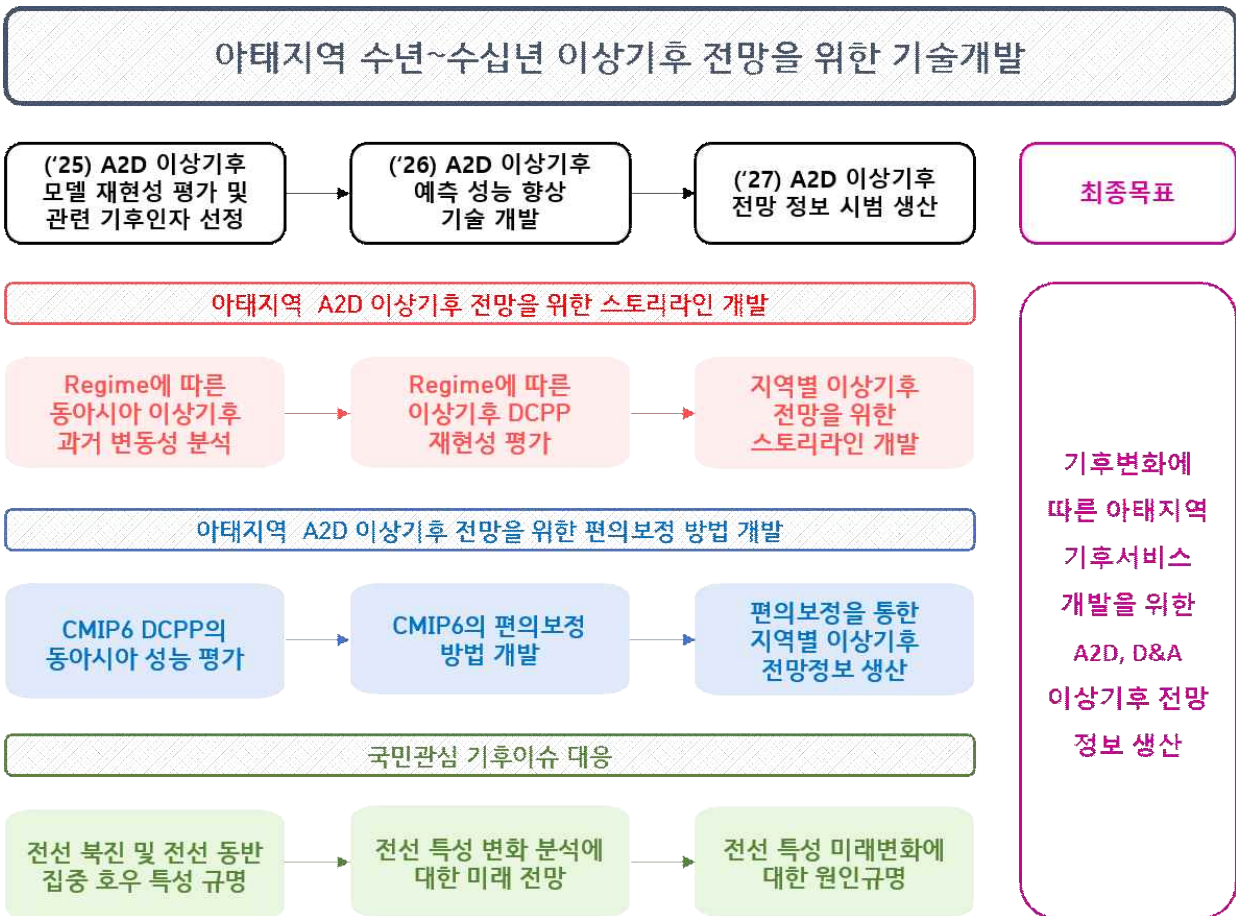 아태지역 수년~수십년 이상기후 전망을 위한 기술개발
('25) A2D 이상기후
모델 재현성 평가 및
관련 기후인자 선정
('26) A2D 이상기후
예측 성능 향상
기술 개발
('27) A2D 이상기후
전망 정보 시범 생산
최종목표
아태지역 A2D 이상기후 전망을 위한 스토리라인 개발
Regime에 따른
동아시아 이상기후
과거 변동성 분석
Regime에 따른
이상기후 DCPP
재현성 평가
지역별 이상기후
전망을 위한
스토리라인 개발
아태지역 A2D 이상기후 전망을 위한 편의보정 방법 개발
CMIP6 DCPP의
동아시아 성능 평가
CMIP6의 편의보정
방법 개발
편의보정을 통한
지역별 이상기후
전망정보 생산
국민관심 기후이슈 대응
전선 북진 및 전선 동반
집중 호우 특성 규명
전선 특성 변화 분석에
대한 미래 전망
전선 특성 미래변화에
대한 원인규명
기후변화에
따른 아태지역
기후서비스
개발을 위한
A2D, D&A
이상기후 전망
정보 생산